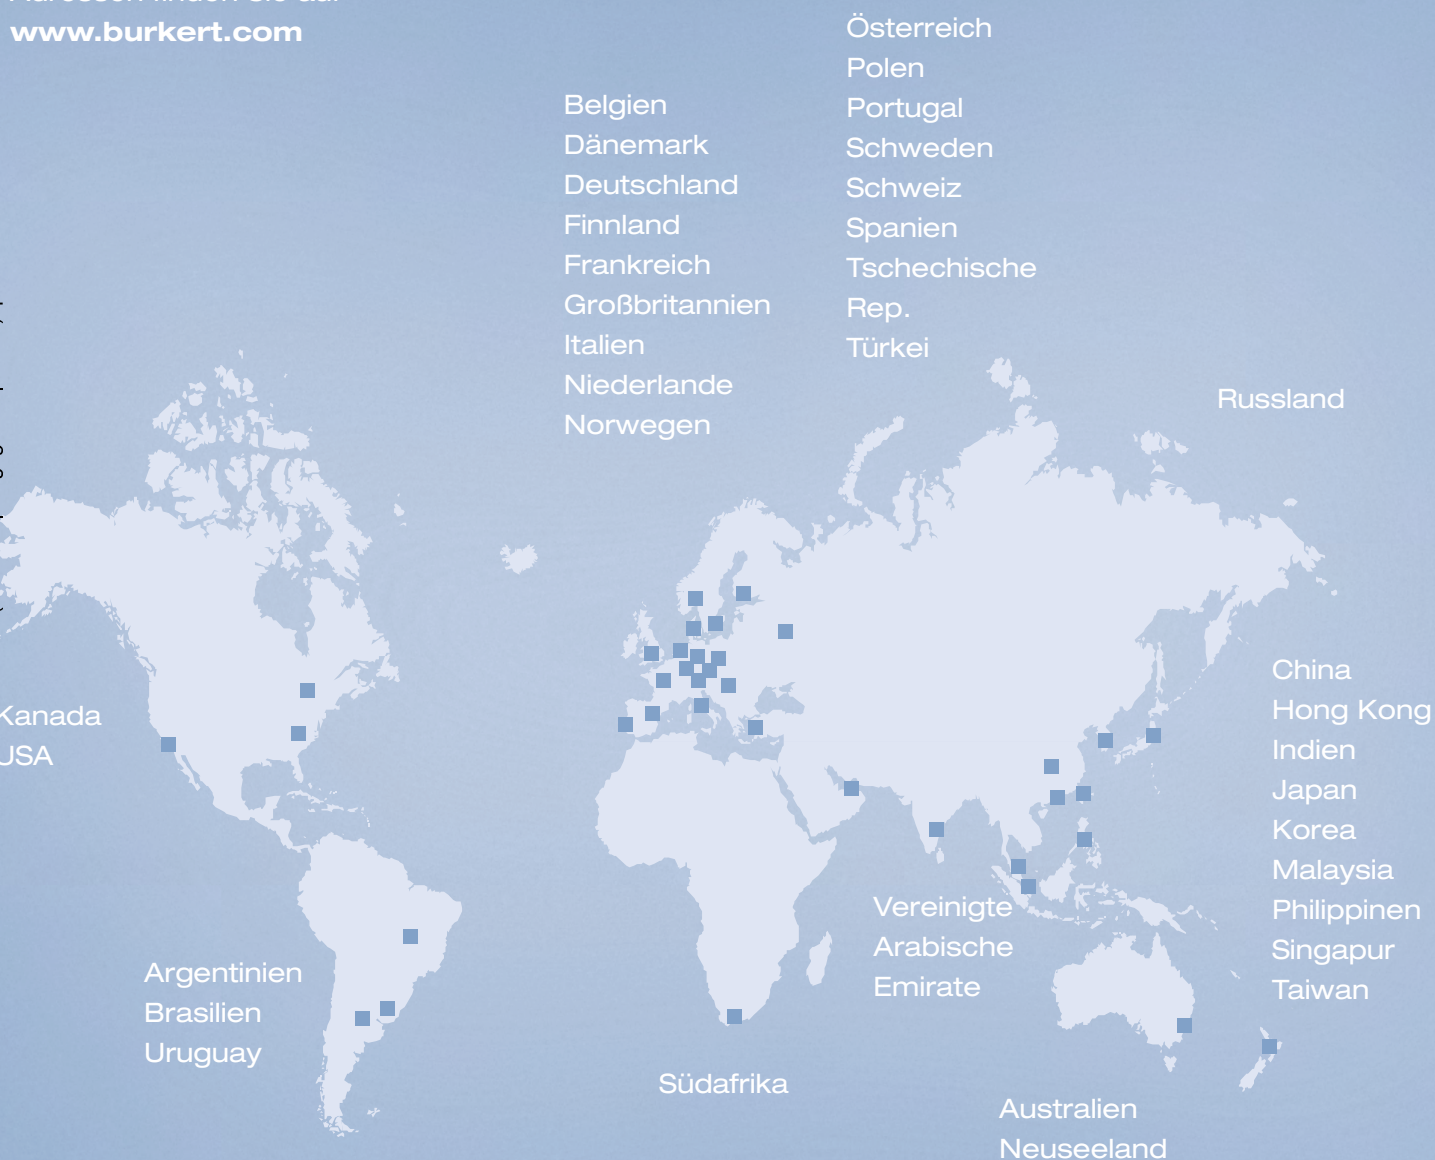 www.burkert.com
Belgien
Dänemark
Deutschland
Finnland
Frankreich
Großbritannien
Italien
Niederlande
Norwegen
Österreich
Polen
Portugal
Schweden
Schweiz
Spanien
Tschechische
Rep.
Türkei
Russland
Kanada
USA
China
Hong Kong
Indien
Japan
Korea
Malaysia
Philippinen
Singapur
Taiwan
Vereinigte
Arabische
Emirate
Argentinien
Brasilien
Uruguay
Südafrika
Australien
Neuseeland